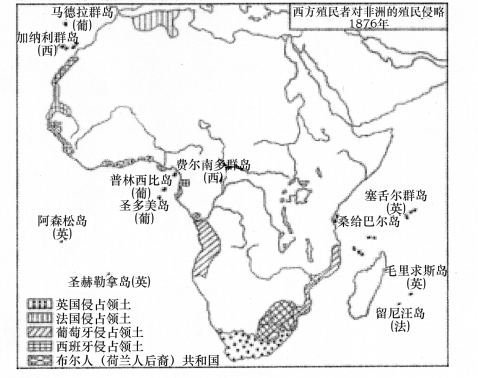 西方殖民者对非洲的殖民侵略
1876年
马德拉群岛
(葡)
加纳利群岛
(西)
费尔南多群岛
(西)
普林西比岛
(葡)
圣多美岛
(葡)
阿森松岛
(英)
塞舌尔群岛
(英)
桑给巴尔岛
毛里求斯岛
(英)
圣赫勒拿岛(英)
留尼汪岛
(法)
英国侵占领土
法国侵占领土
葡萄牙侵占领土
西班牙侵占领土
布尔人（荷兰人后裔）共和国